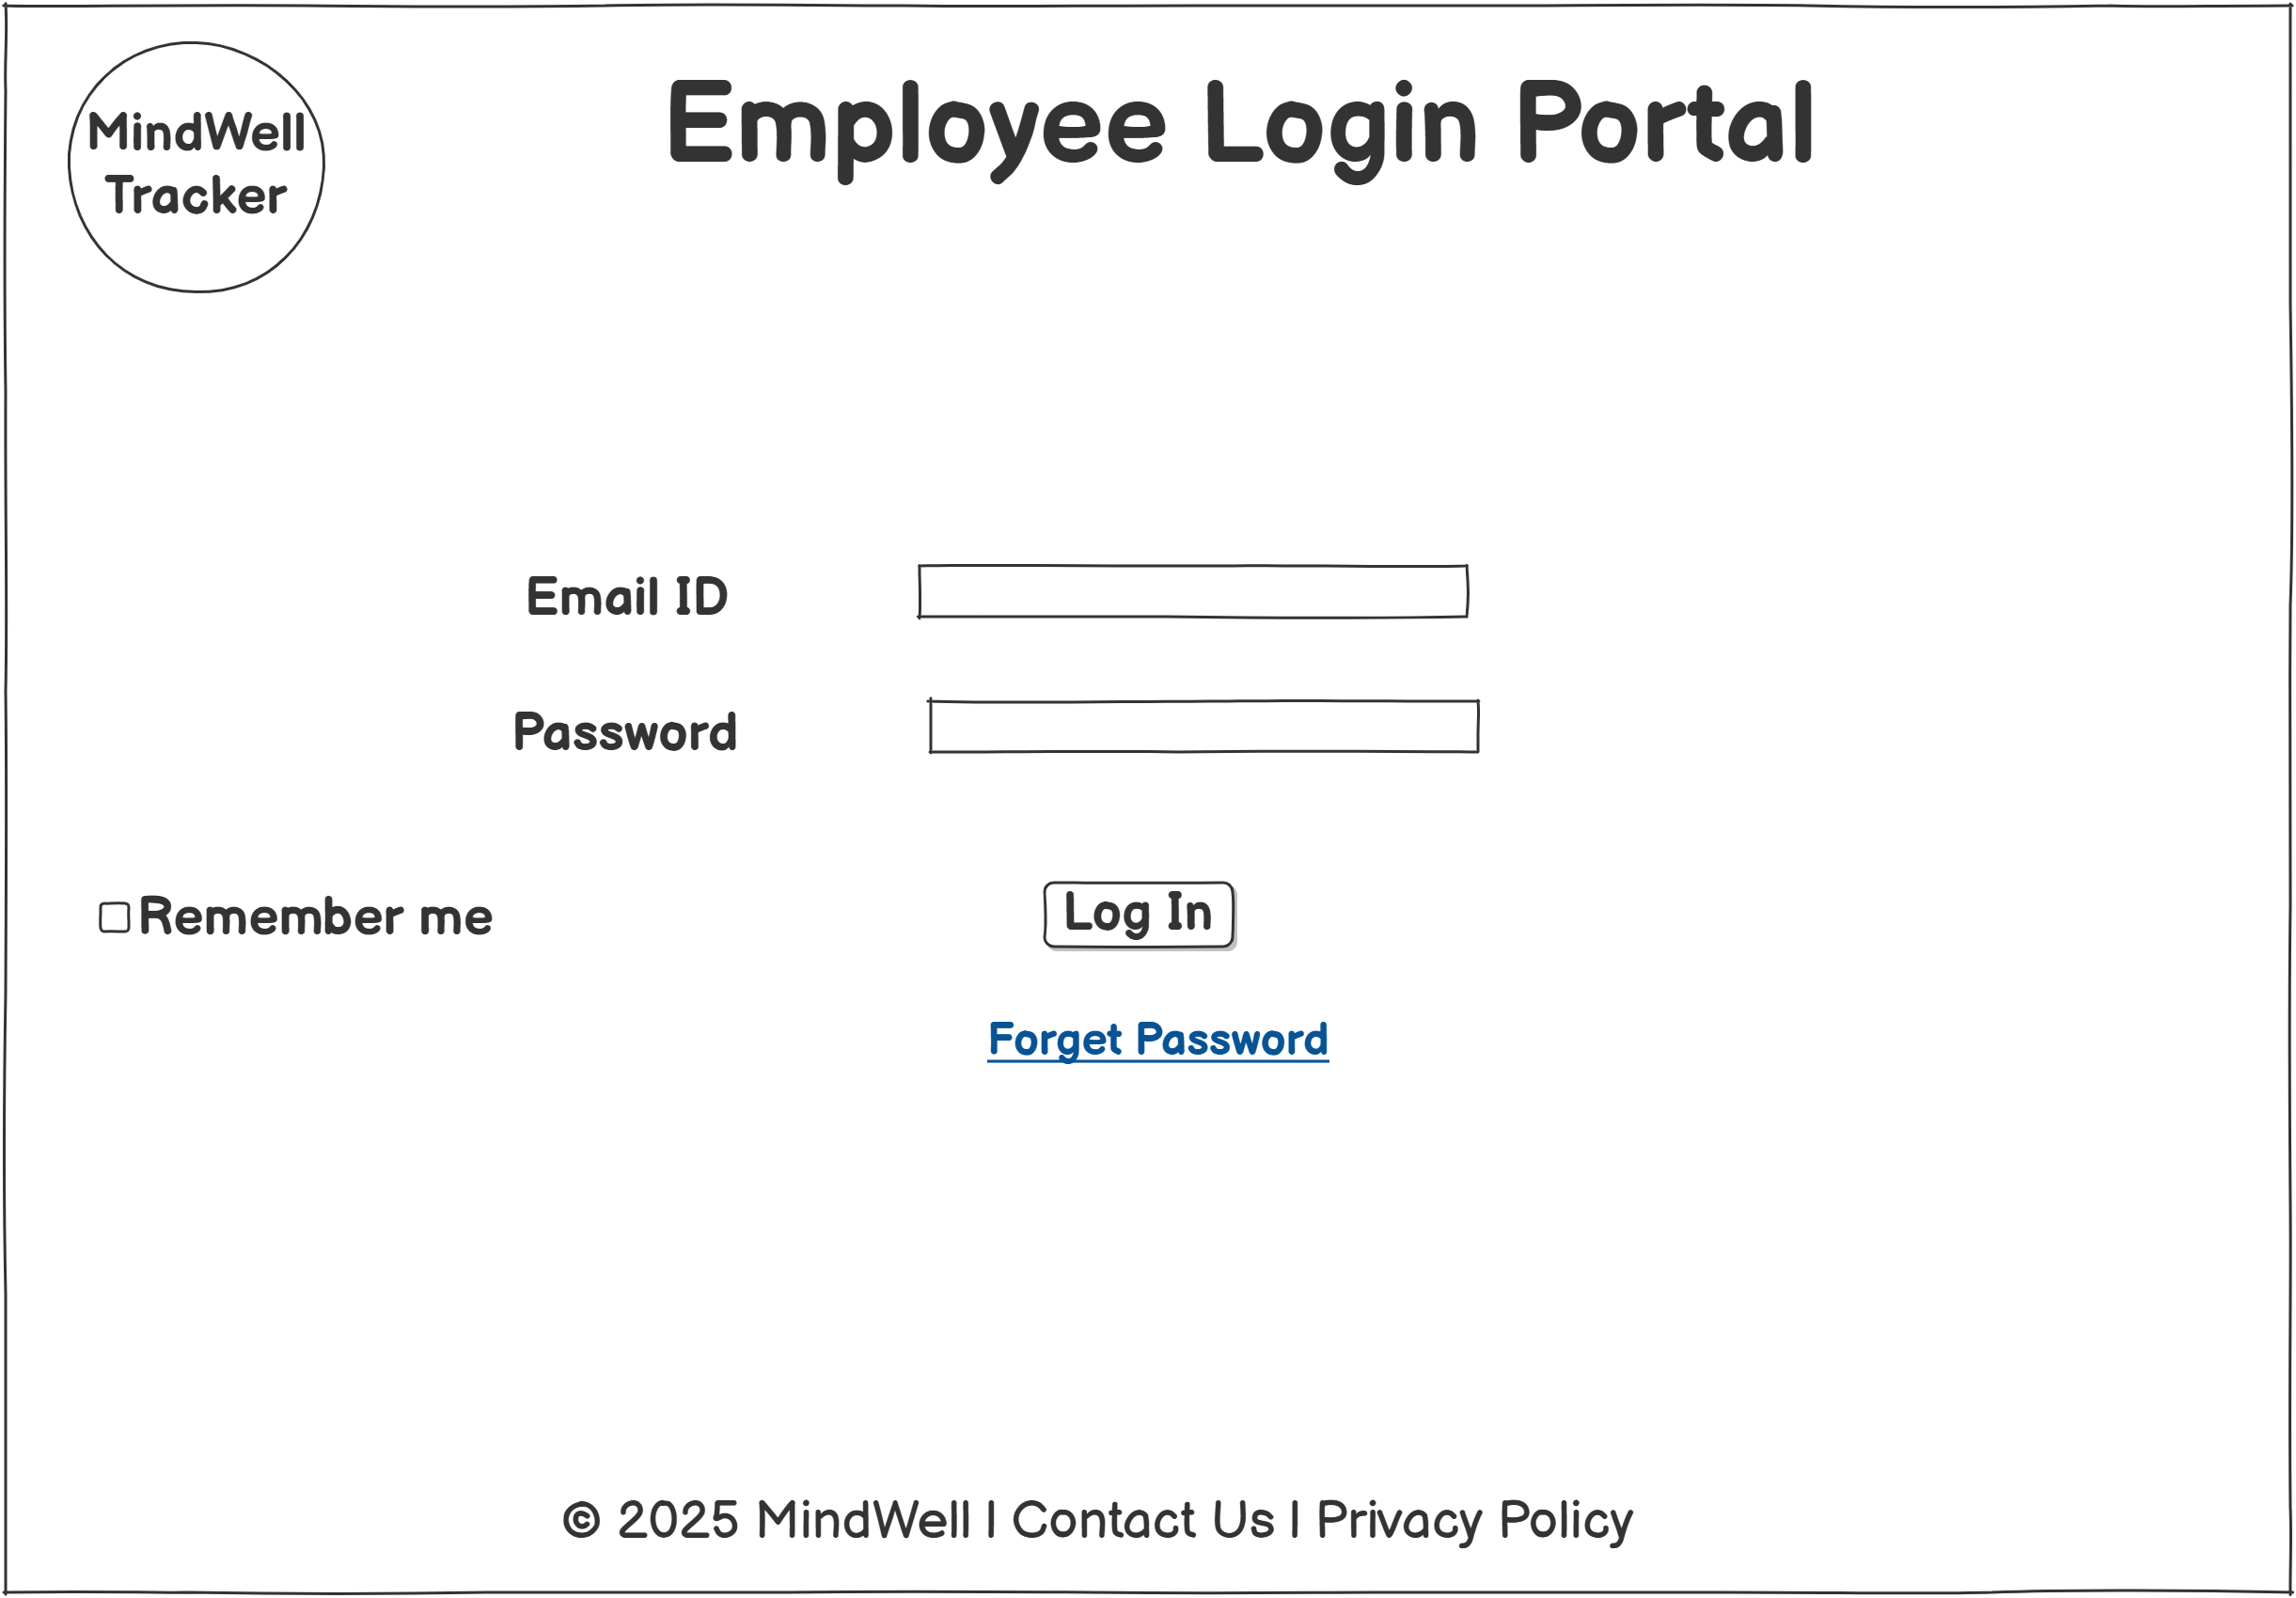 MindWell
Tracker
Employee Login Portal
Email ID
Password
Remember me
Log In
Forget Password
© 2025 MindWell | Contact Us | Privacy Policy